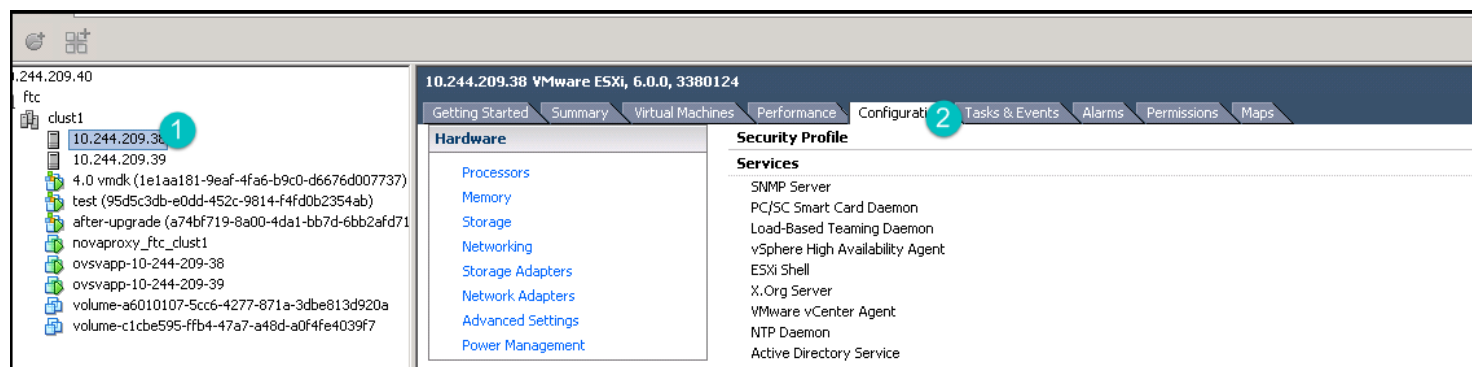 .244.209.40
ftc
clust1
10.244.209.38
1
10.244.209.39
4.0 vmdk (1e1aa181-9eaf-4fa6-b9c0-d6676d007737)
test (95d5c3db-e0dd-452c-9814-f4fd0b2354ab)
after-upgrade (a74bf719-8a00-4da1-bb7d-6bb2afd71
novaproxy_ftc_clust1
ovsvapp-10-244-209-38
ovsvapp-10-244-209-39
volume-a6010107-5cc6-4277-871a-3dbe813d920a
volume-c1cbe595-ffb4-47a7-a48d-a0f4fe4039f7
10.244.209.38 VMware ESXi, 6.0.0, 3380124
Getting Started Summary Virtual Machines Performance Configurati 2 Tasks & Events Alarms Permissions Maps
Hardware
Processors
Memory
Storage
Networking
Storage Adapters
Network Adapters
Advanced Settings
Power Management
Security Profile
Services
SNMP Server
PC/SC Smart Card Daemon
Load-Based Teaming Daemon
vSphere High Availability Agent
ESXi Shell
X.Org Server
VMware vCenter Agent
NTP Daemon
Active Directory Service